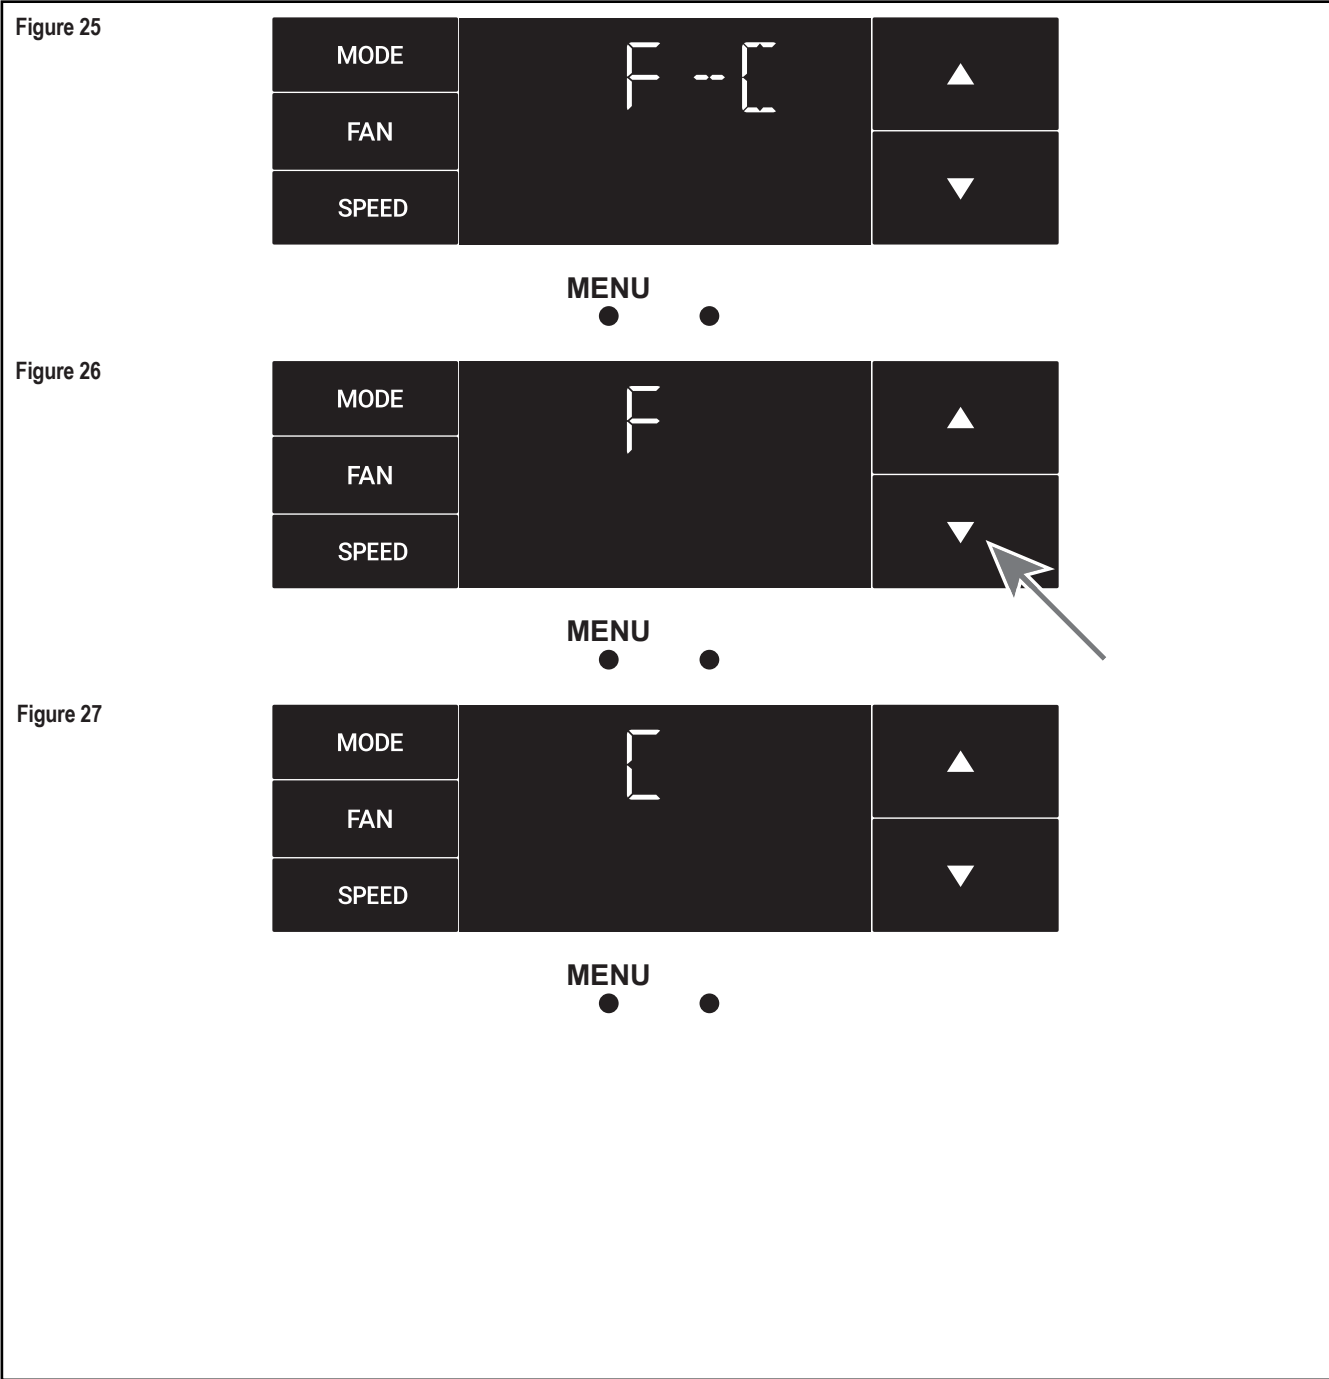 Figure 25
MODE
F-C
▲
FAN
▼
SPEED
MENU
Figure 26
MODE
F
▲
FAN
▼
SPEED
MENU
Figure 27
MODE
C
▲
FAN
▼
SPEED
MENU